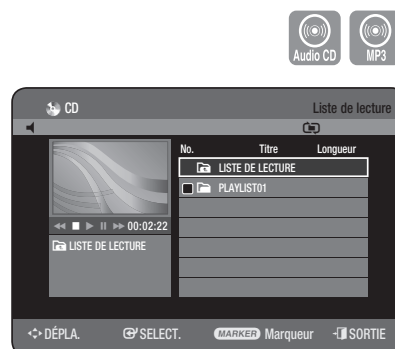 Audio CD MP3
CD Liste de lecture
No. Titre Longueur
LISTE DE LECTURE
PLAYLIST01
00:02:22
LISTE DE LECTURE
DÉPLA. SELECT. MARKER Marqueur SORTIE